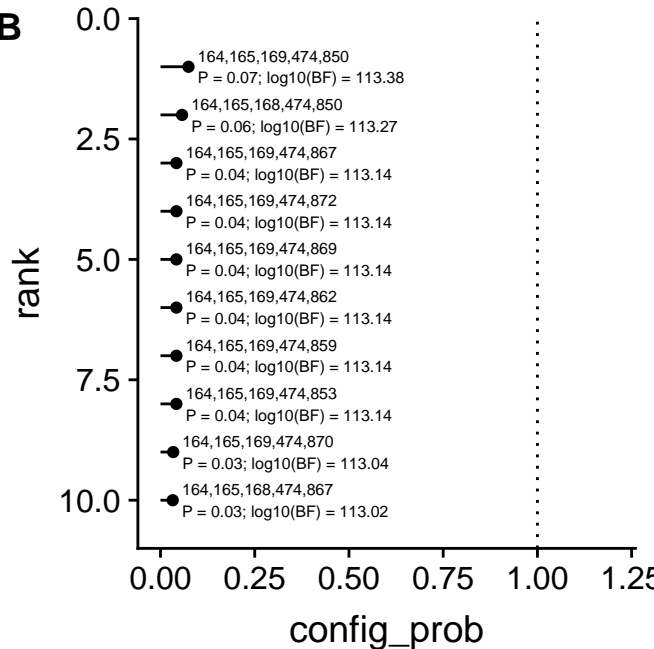 B
0.0
164,165,169,474,850
P = 0.07; log10(BF) = 113.38
164,165,168,474,850
P = 0.06; log10(BF) = 113.27
2.5
164,165,169,474,867
P = 0.04; log10(BF) = 113.14
164,165,169,474,872
P = 0.04; log10(BF) = 113.14
5.0
164,165,169,474,869
P = 0.04; log10(BF) = 113.14
164,165,169,474,862
P = 0.04; log10(BF) = 113.14
164,165,169,474,859
P = 0.04; log10(BF) = 113.14
7.5
164,165,169,474,853
P = 0.04; log10(BF) = 113.14
164,165,169,474,870
P = 0.03; log10(BF) = 113.04
10.0
164,165,168,474,867
P = 0.03; log10(BF) = 113.02
rank
0.00 0.25 0.50 0.75 1.00 1.25
config_prob